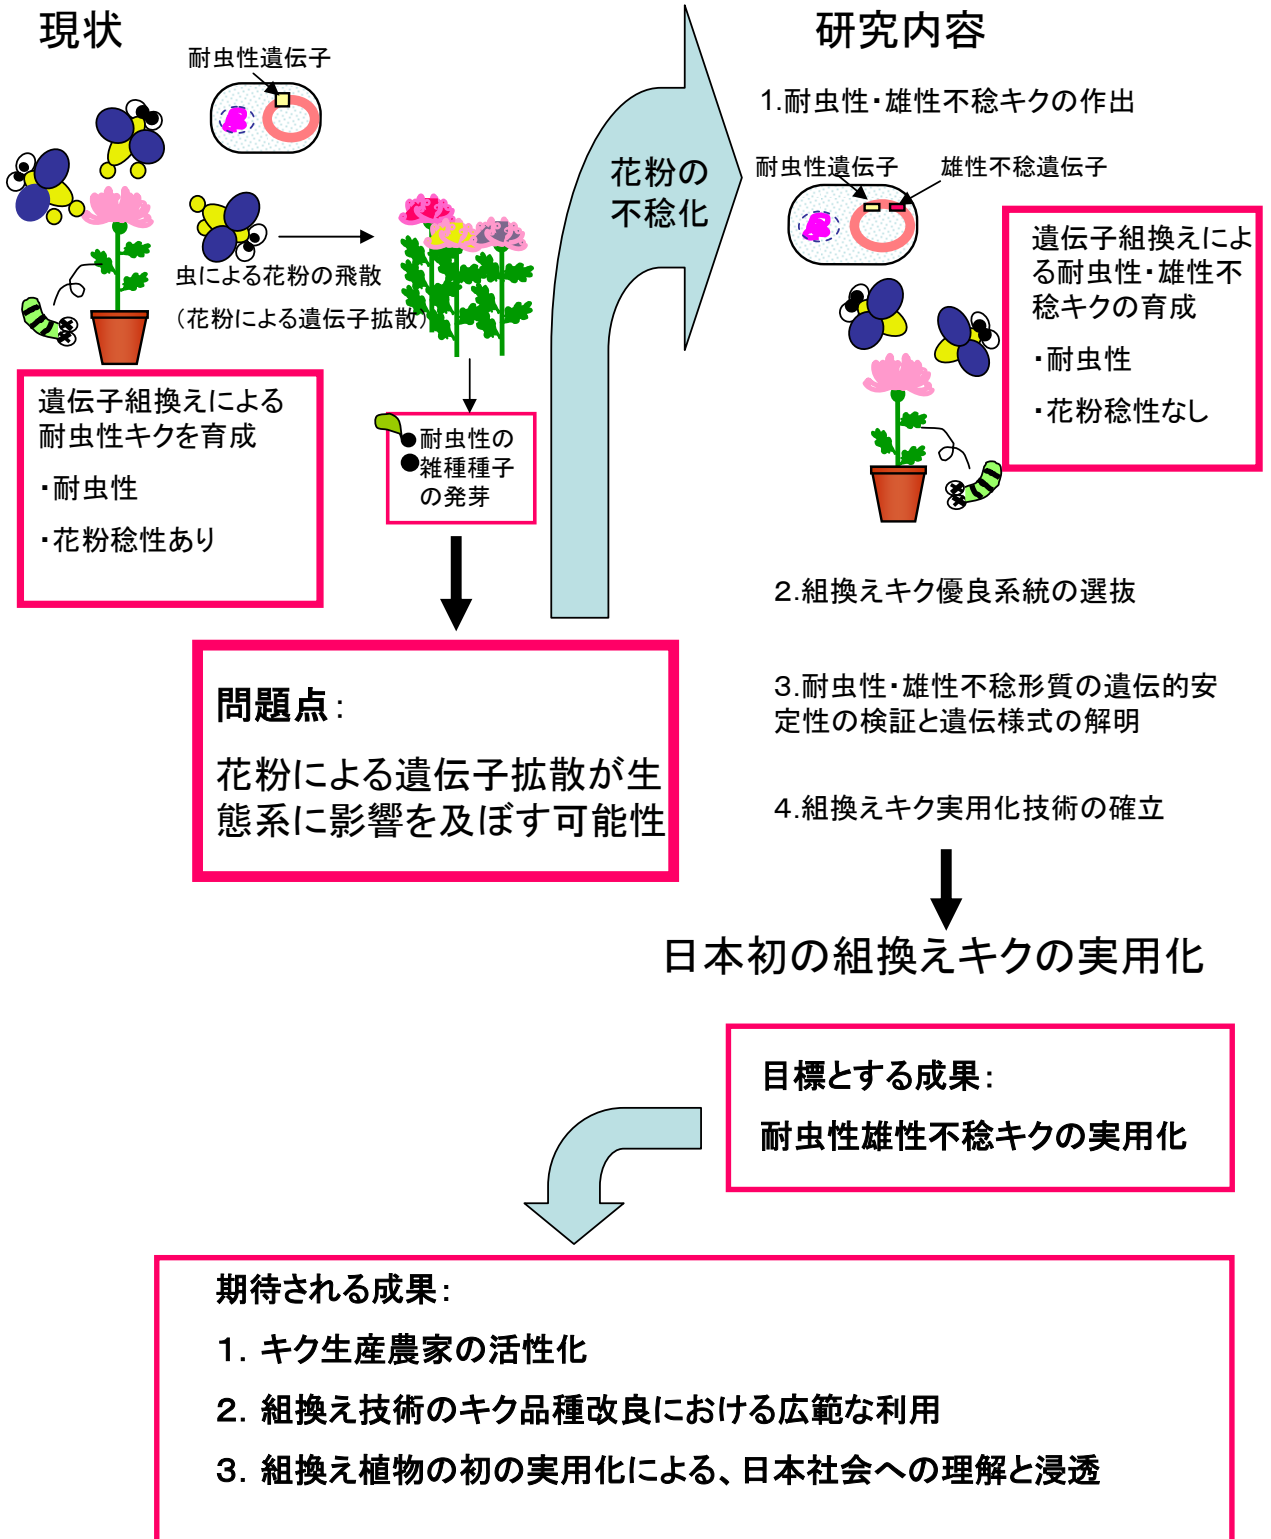 現状
耐虫性遺伝子
虫による花粉の飛散
（花粉による遺伝子拡散）
遺伝子組換えによる
耐虫性キクを育成
・耐虫性
・花粉稔性あり
耐虫性の
雑種種子
の発芽
問題点：
花粉による遺伝子拡散が生
態系に影響を及ぼす可能性
花粉の
不稔化
研究内容
1.耐虫性・雄性不稔キクの作出
耐虫性遺伝子
雄性不稔遺伝子
遺伝子組換えによ
る耐虫性・雄性不
稔キクの育成
・耐虫性
・花粉稔性なし
2.組換えキク優良系統の選抜
3.耐虫性・雄性不稔形質の遺伝的安
定性の検証と遺伝様式の解明
4.組換えキク実用化技術の確立
日本初の組換えキクの実用化
目標とする成果：
耐虫性雄性不稔キクの実用化
期待される成果：
1．キク生産農家の活性化
2．組換え技術のキク品種改良における広範な利用
3．組換え植物の初の実用化による、日本社会への理解と浸透